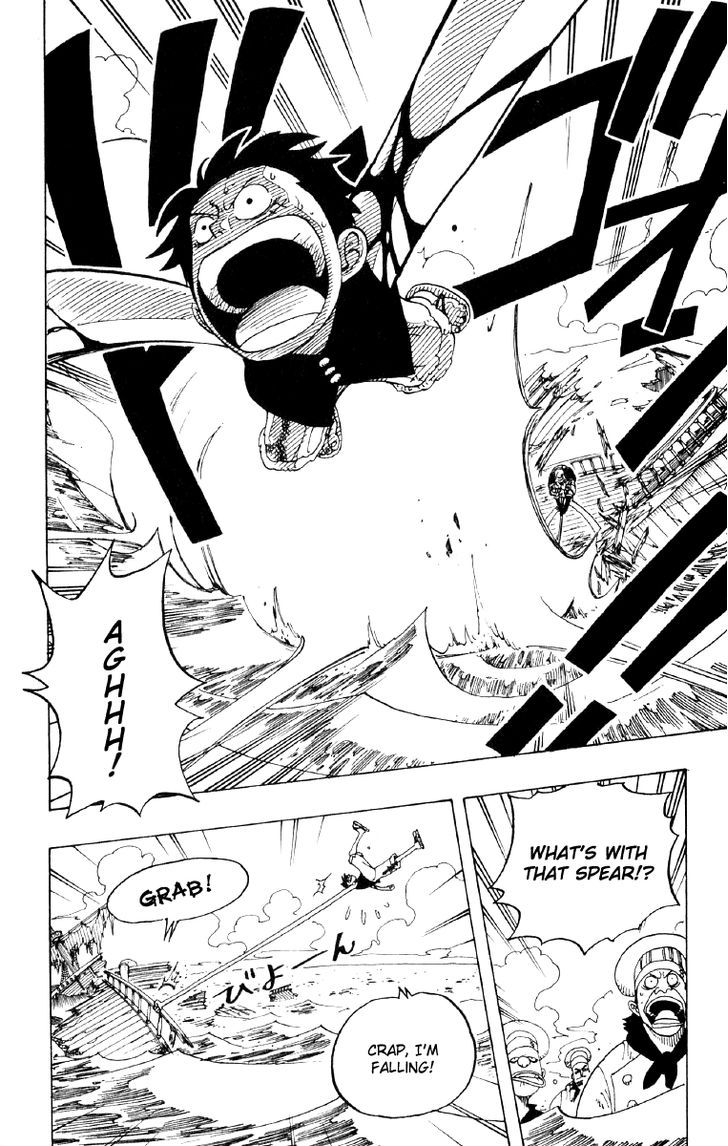 AGHHH!
WHAT'S WITH
THAT SPEAR!?
GRAB!
びよーん
CRAP, I'M
FALLING!